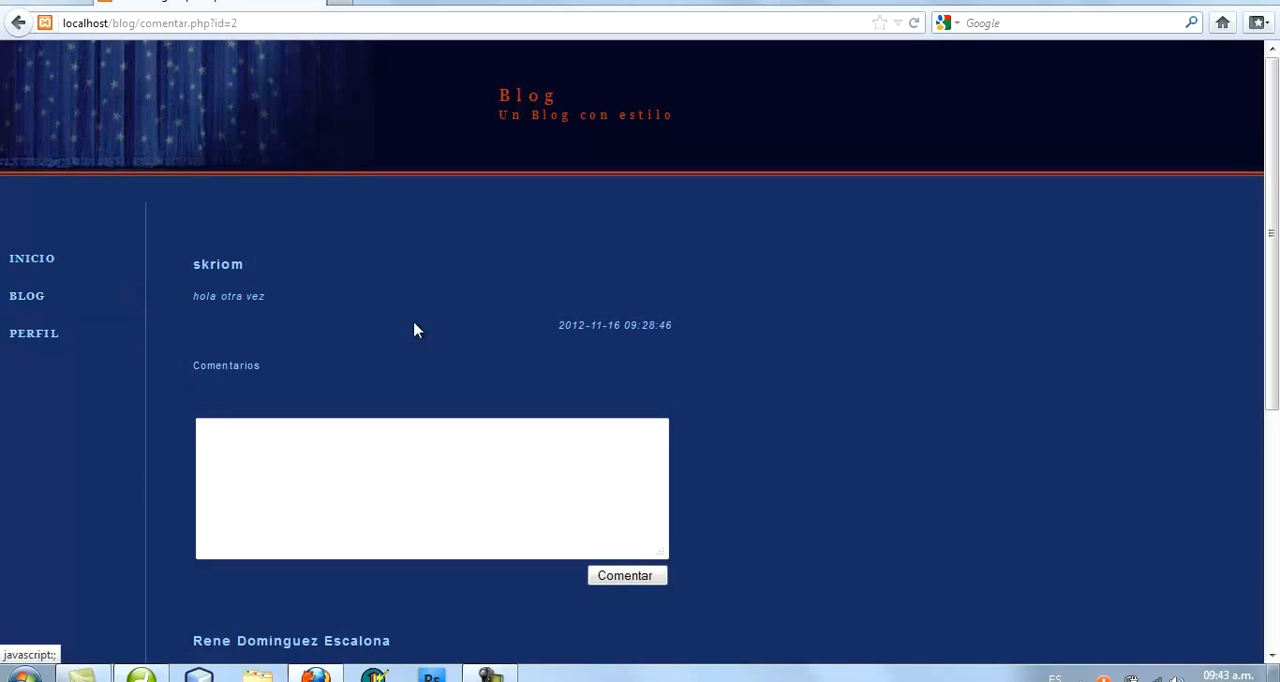 localhost/blog/comentar.php?id=2
Google
Blog
Un Blog con estilo
INICIO
BLOG
PERFIL
skriom
hola otra vez
2012-11-16 09:28:46
Comentarios
Comentar
Rene Dominguez Escalona
javascript:;
Ps
ES
09:43 a.m.